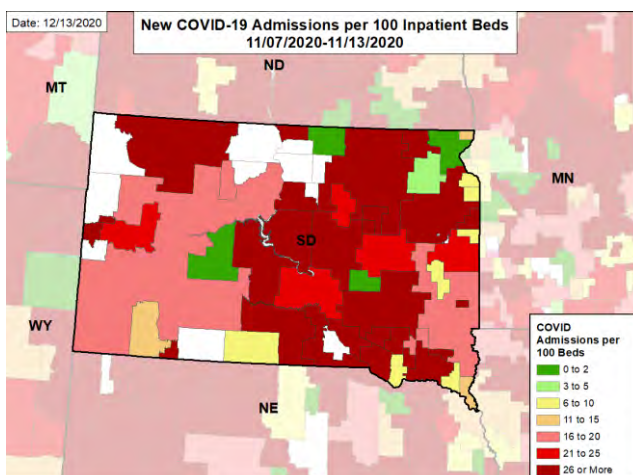 Date: 12/13/2020
New COVID-19 Admissions per 100 Inpatient Beds
11/07/2020-11/13/2020
ND
MT
MN
SD
WY
NE
COVID
Admissions per
100 Beds
0 to 2
3 to 5
6 to 10
11 to 15
16 to 20
21 to 25
26 or More